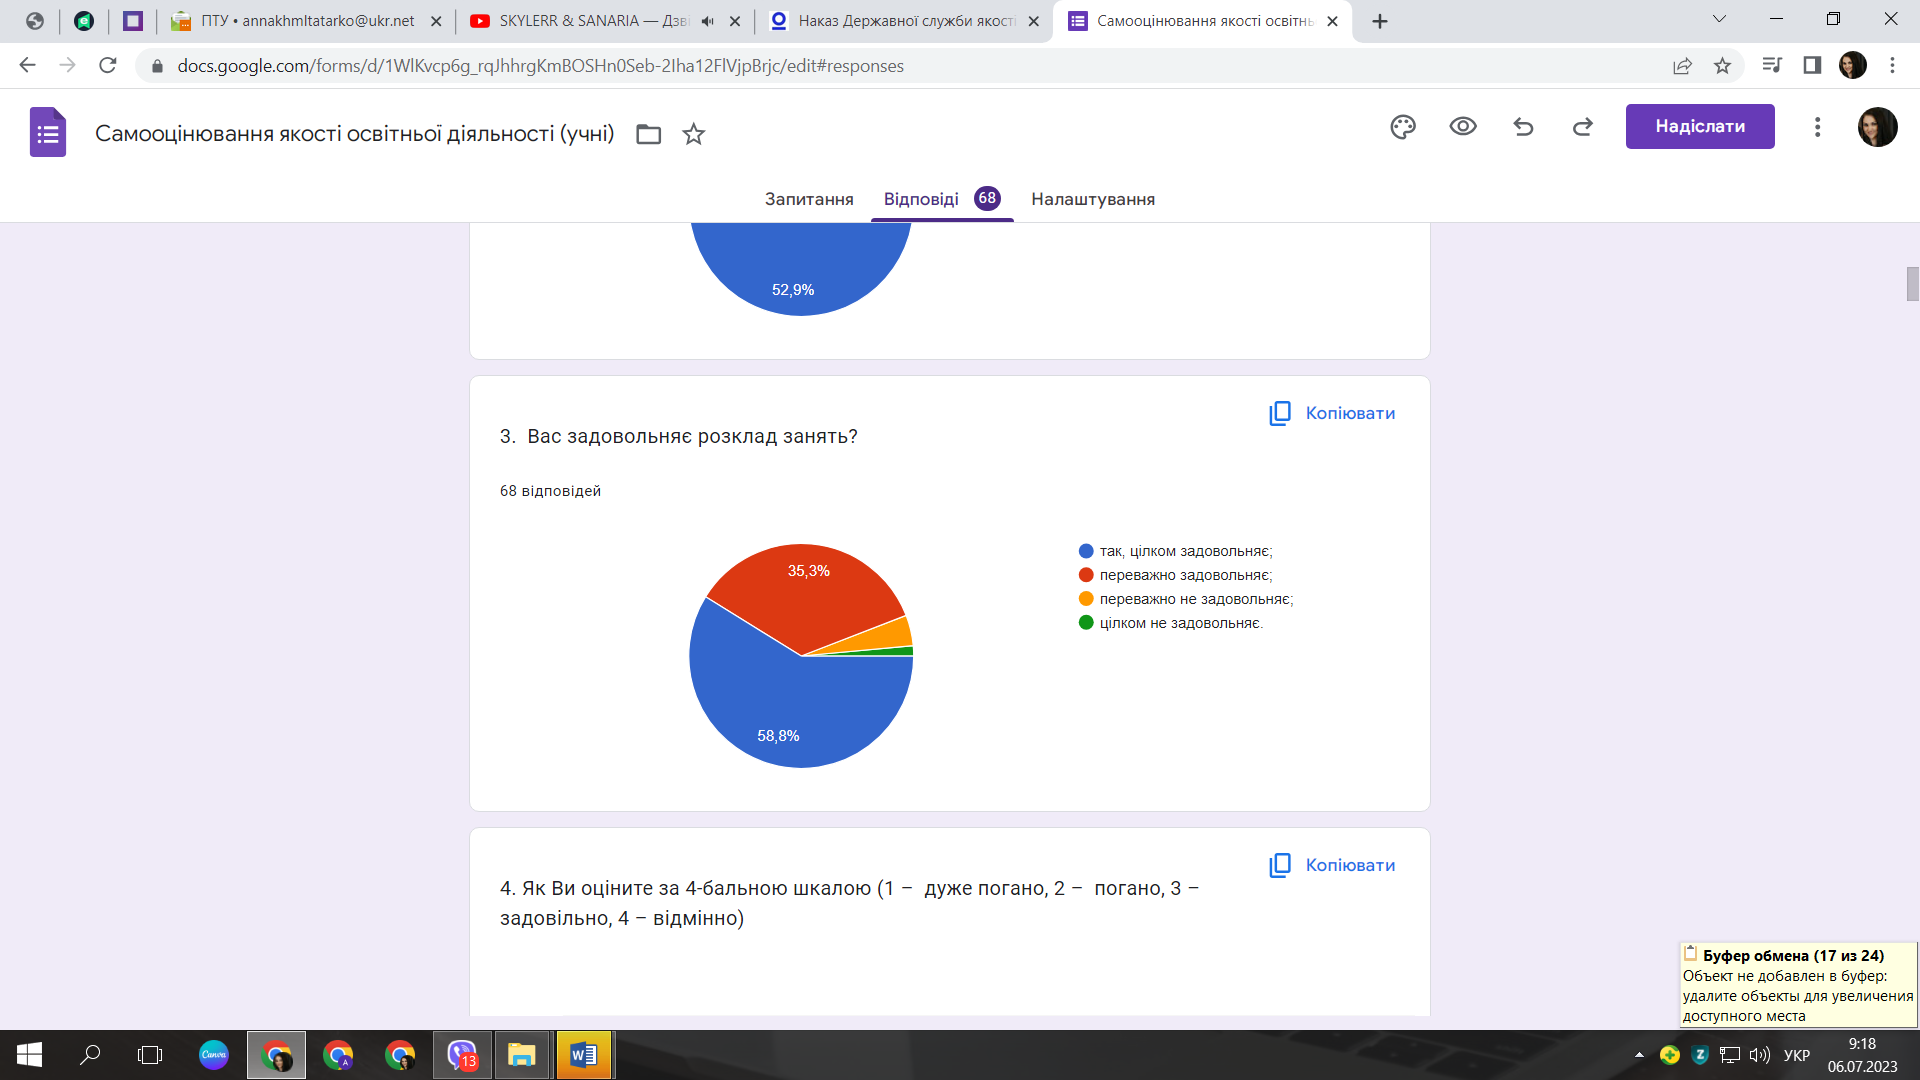 ПТУ • annakhmltatarko@ukr.net
SKYLERR & SANARIA — Дзві
Наказ Державної служби якості
Самооцінювання якості освітнь
docs.google.com/forms/d/1WlKvcp6g_rqJhhrgKmBOSHn0Seb-2Iha12FlVjpBrjc/edit#responses
Самооцінювання якості освітньої діяльності (учні)
Надіслати
Запитання
Відповіді 68
Налаштування
52,9%
Копіювати
3. Вас задовольняє розклад занять?
68 відповідей
35,3%
58,8%
так, цілком задовольняє;
переважно задовольняє;
переважно не задовольняє;
цілком не задовольняє.
Копіювати
4. Як Ви оціните за 4-бальною шкалою (1 – дуже погано, 2 – погано, 3 –
задовільно, 4 – відмінно)
Буфер обмена (17 из 24)
Объект не добавлен в буфер:
удалите объекты для увеличения
доступного места
Canva
A
13
W
Z
УКР
9:18
06.07.2023